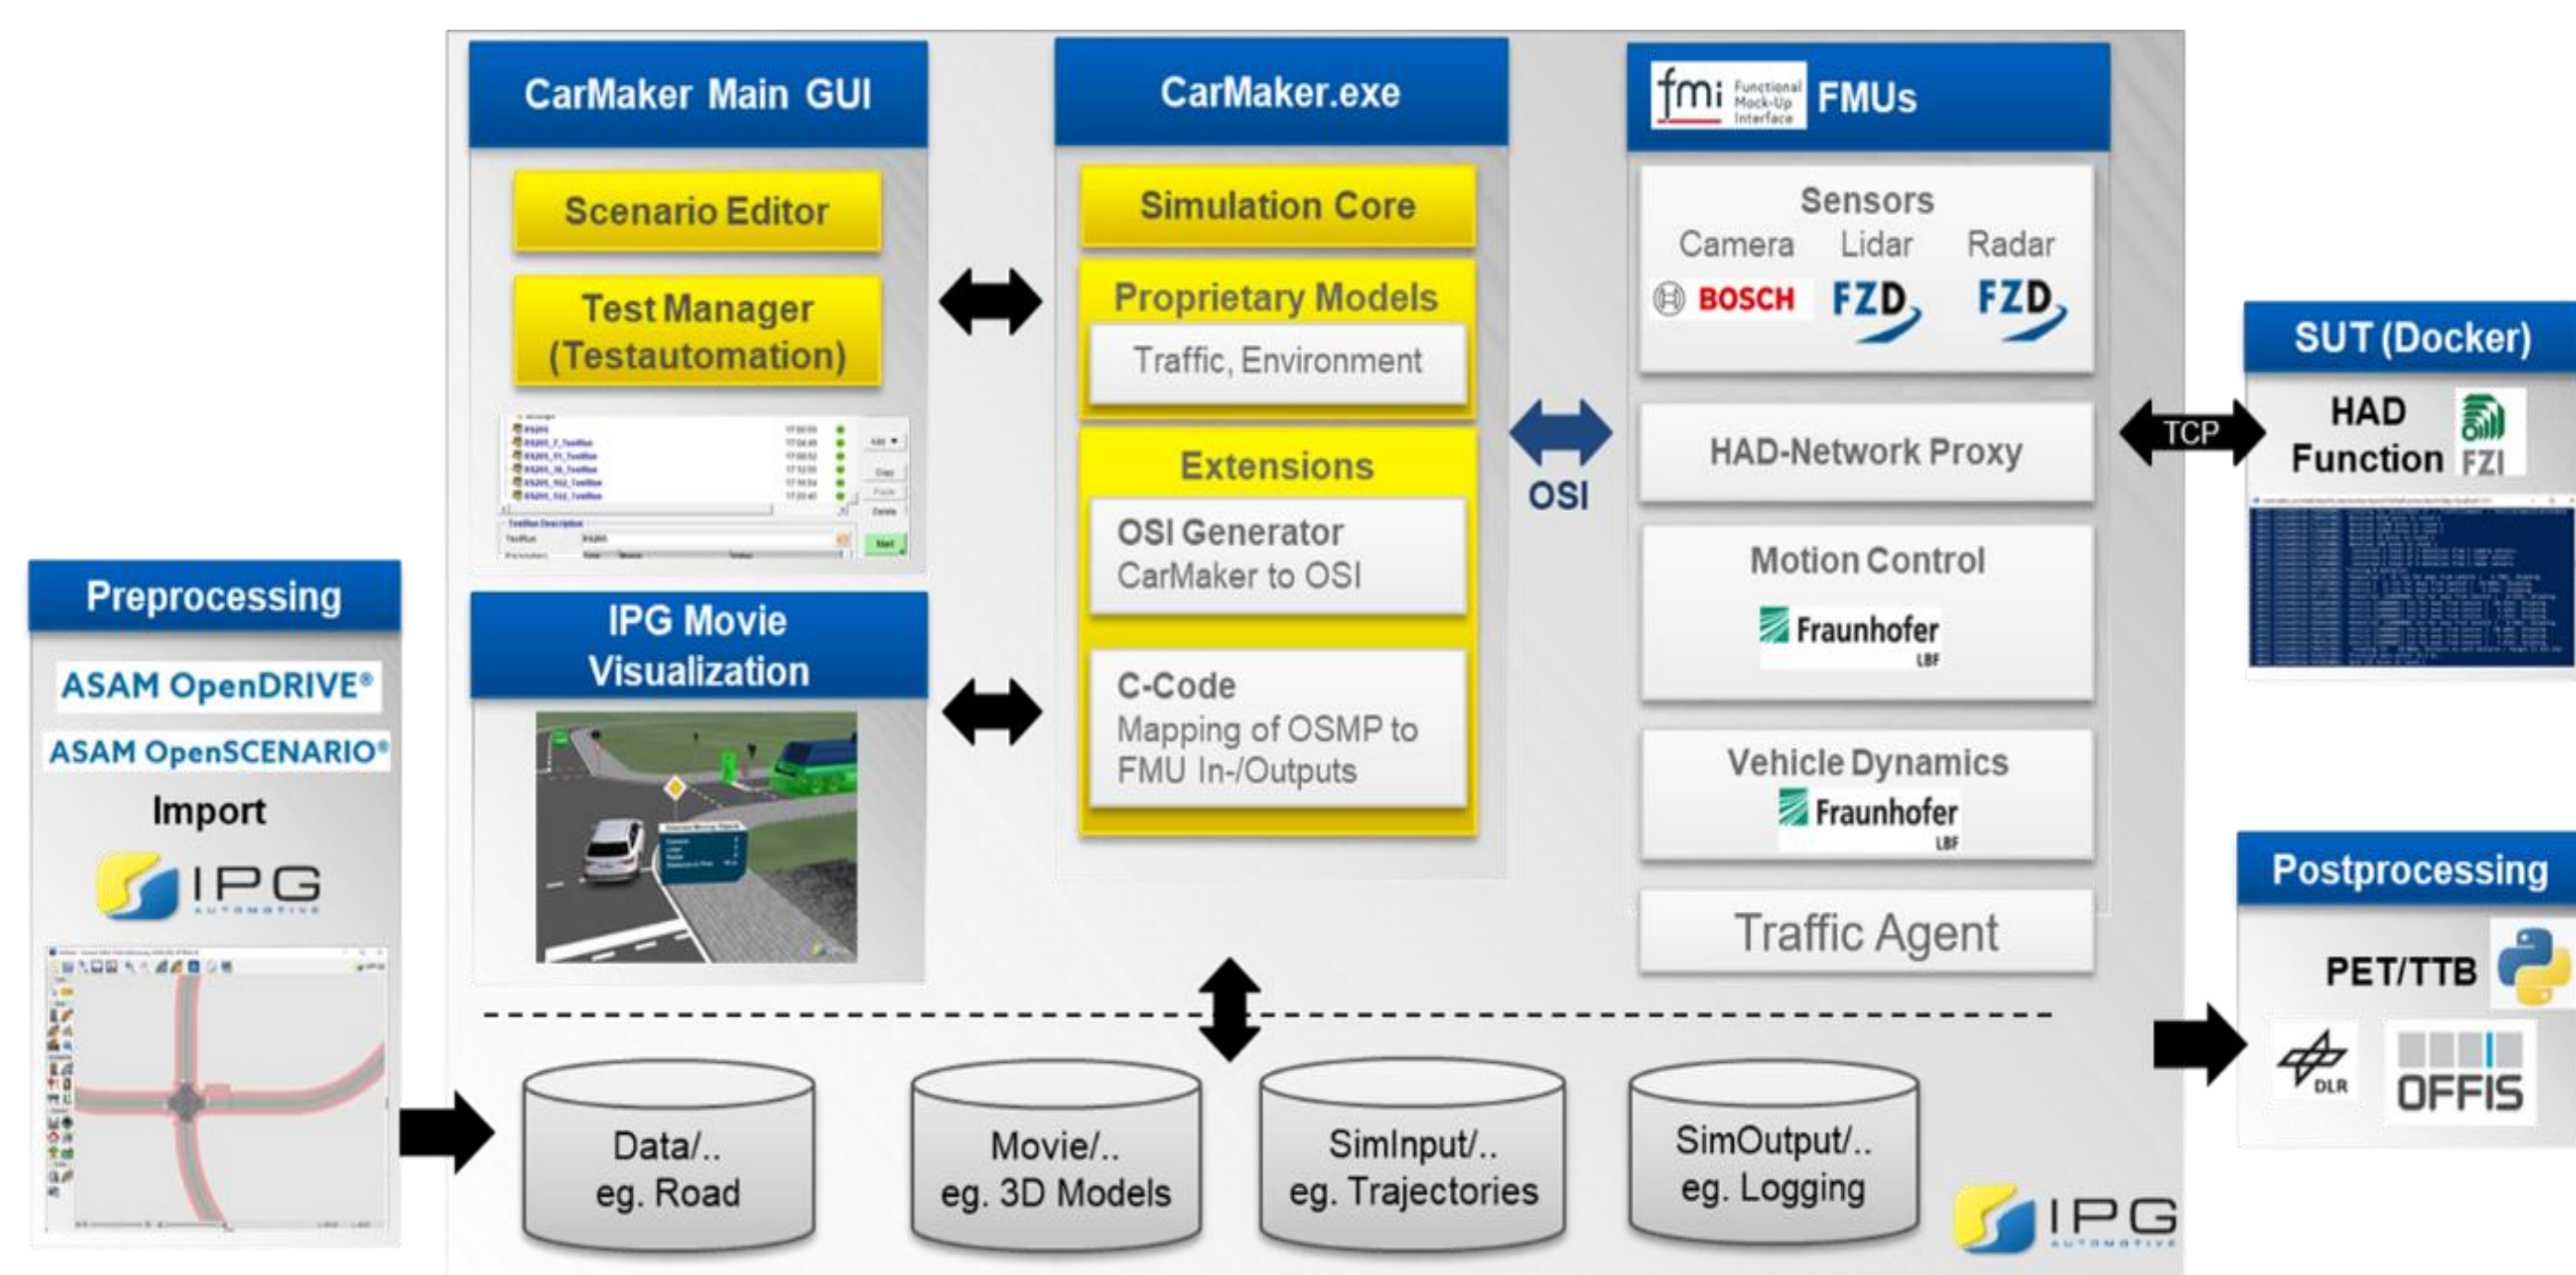 Preprocessing
ASAM OpenDRIVE®
ASAM OpenSCENARIO®
Import
IPG
AUTOMOTIVE
CarMaker Main GUI
Scenario Editor
Test Manager
(Testautomation)
Start
IPG Movie
Visualization
CarMaker.exe
Simulation Core
Proprietary Models
Traffic, Environment
Extensions
OSI Generator
CarMaker to OSI
C-Code
Mapping of OSMP to
FMU In-/Outputs
OSI
fmi Functional
Mock-Up
Interface
FMUs
Sensors
Camera Lidar Radar
BOSCH FZD FZD
HAD-Network Proxy
Motion Control
Fraunhofer
LBF
Vehicle Dynamics
Fraunhofer
LBF
Traffic Agent
TCP
SUT (Docker)
HAD
Function
FZI
Postprocessing
PET/TTB
DLR
OFFIS
Data/..
eg. Road
Movie/..
eg. 3D Models
SimInput/..
eg. Trajectories
SimOutput/..
eg. Logging
IPG
AUTOMOTIVE